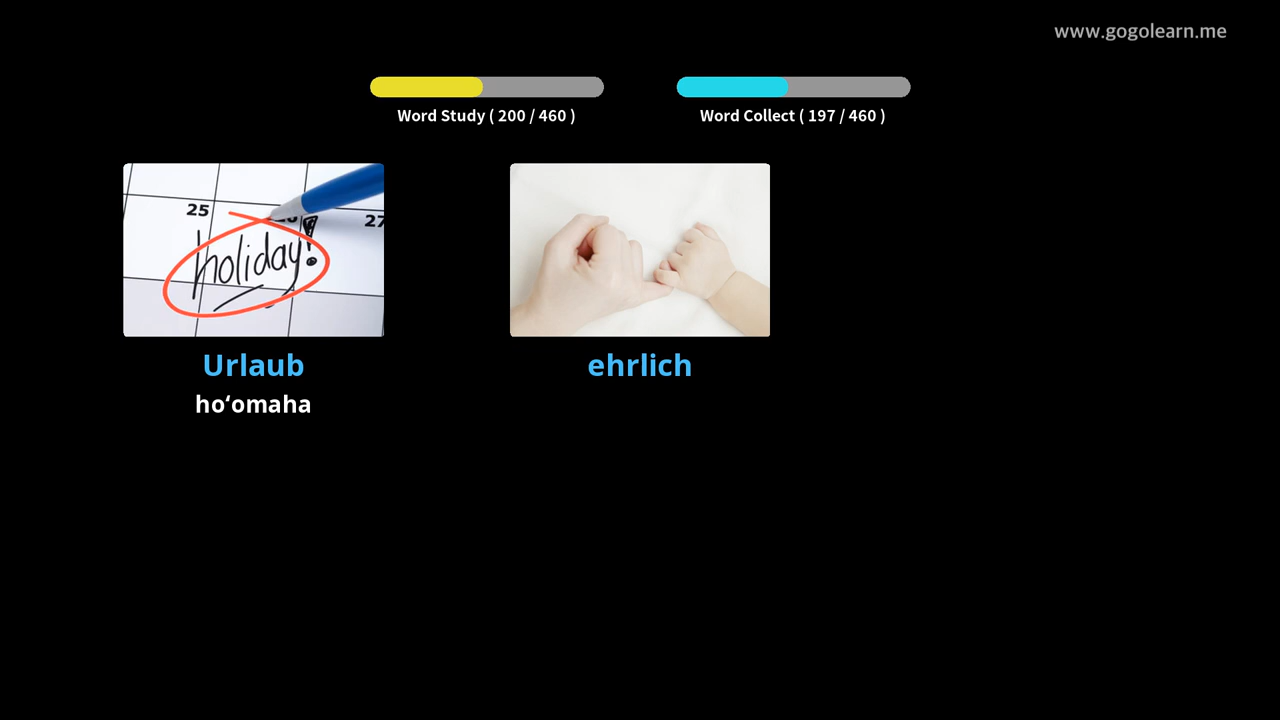 www.gogolearn.me
Word Study ( 200 / 460 )
Word Collect ( 197 / 460 )
25
27
holiday!
Urlaub
ehrlich
hoʻomaha